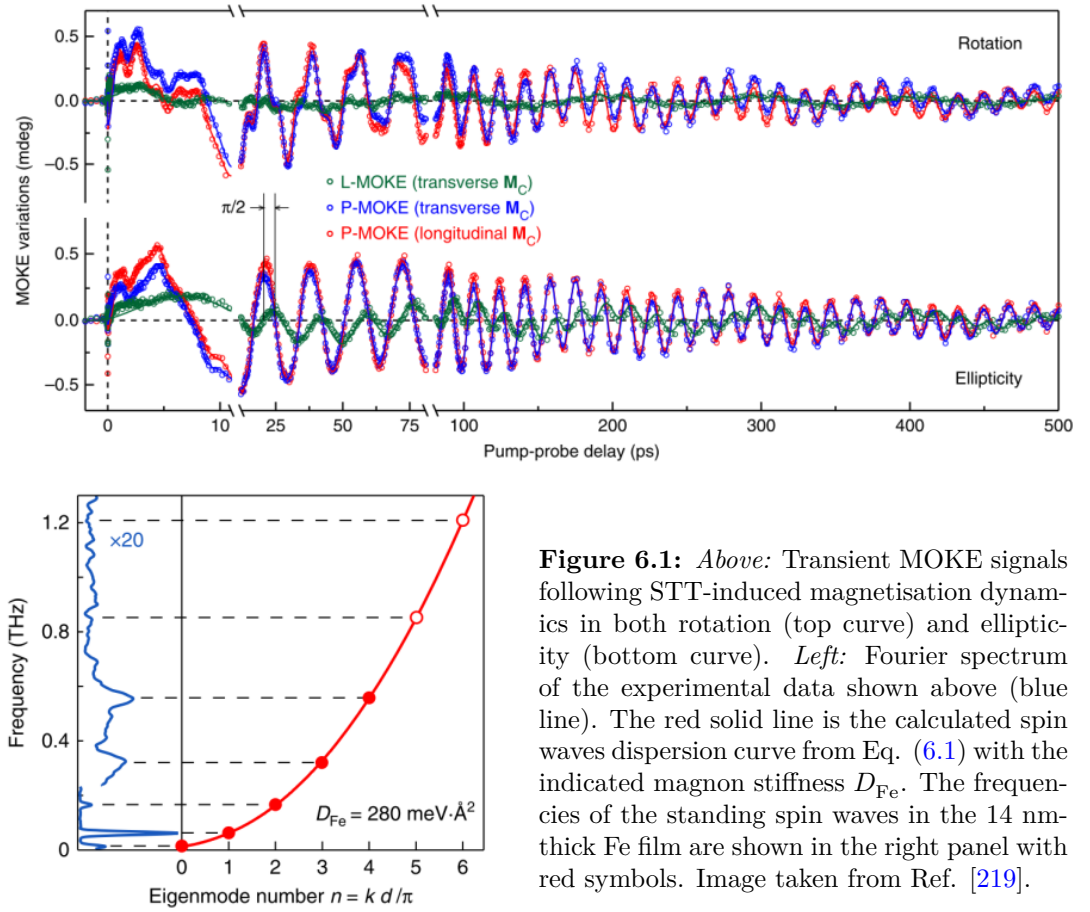 0.5
0.0
−0.5
Rotation
MOKE variations (mdeg)
L-MOKE (transverse M_C)
P-MOKE (transverse M_C)
P-MOKE (longitudinal M_C)
π/2
0.5
0.0
−0.5
Ellipticity
0 10 25 50 75 100 150 200 250 300 350 400 450 500
Pump-probe delay (ps)
×20
1.2
0.8
0.4
0
Frequency (THz)
D_Fe = 280 meV·Å²
0 1 2 3 4 5 6
Eigenmode number n = k d/π
Figure 6.1: Above: Transient MOKE signals
following STT-induced magnetisation dynam-
ics in both rotation (top curve) and elliptic-
ity (bottom curve). Left: Fourier spectrum
of the experimental data shown above (blue
line). The red solid line is the calculated spin
waves dispersion curve from Eq. (6.1) with the
indicated magnon stiffness D_Fe. The frequen-
cies of the standing spin waves in the 14 nm-
thick Fe film are shown in the right panel with
red symbols. Image taken from Ref. [219].